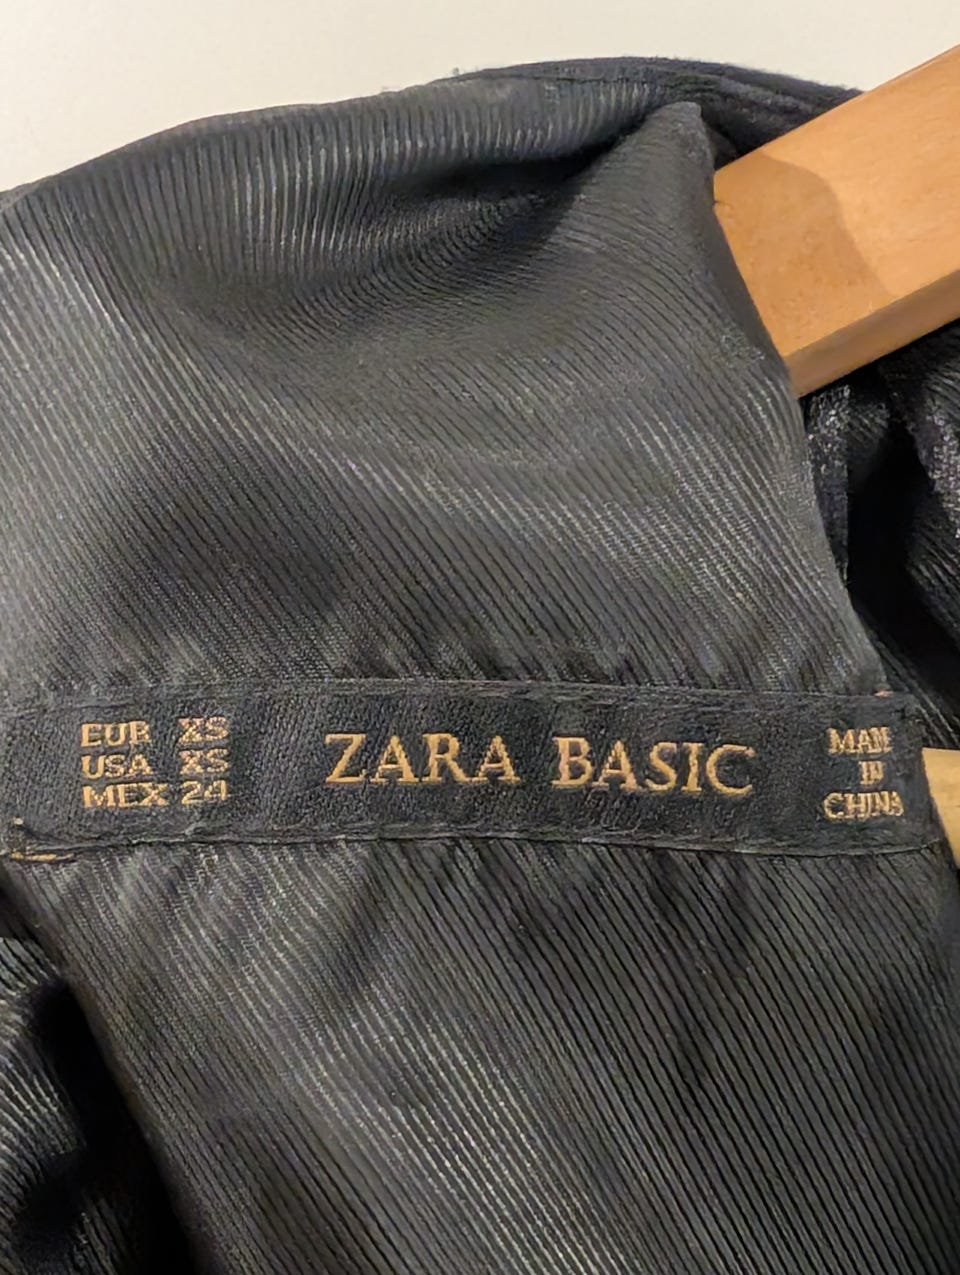 EUR XS
USA XS
MEX 24
ZARA BASIC
MADE
IN
CHINA